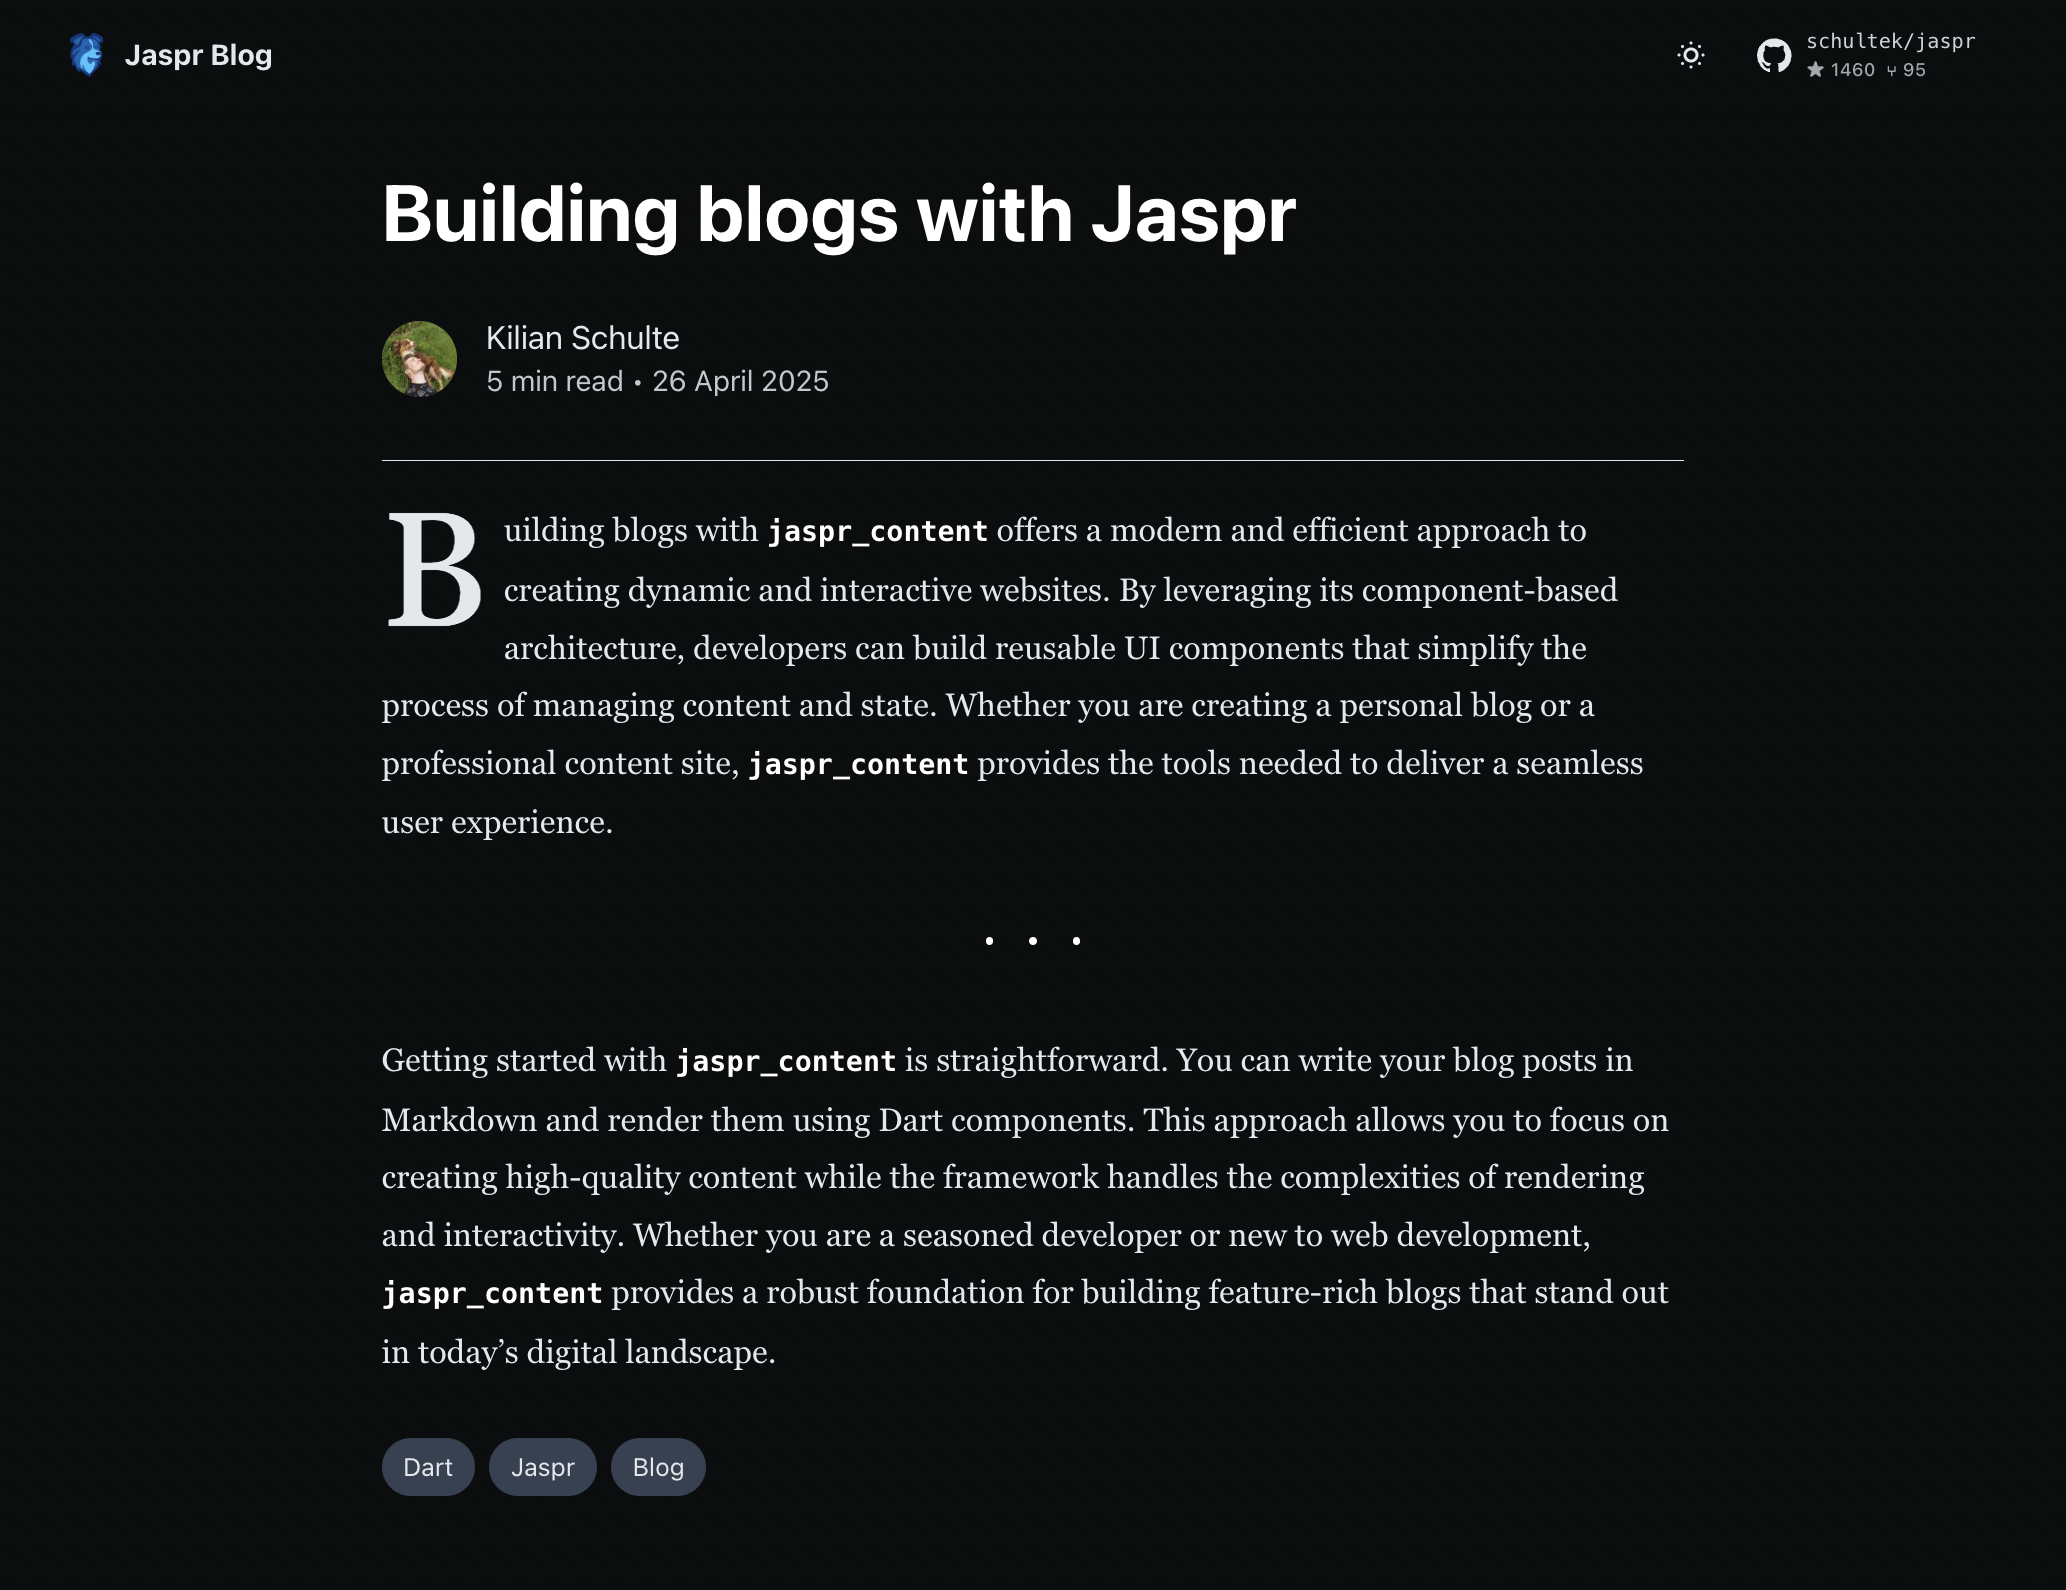 Jaspr Blog
schultek/jaspr
1460 95
Building blogs with Jaspr
Kilian Schulte
5 min read • 26 April 2025
Building blogs with jaspr_content offers a modern and efficient approach to
creating dynamic and interactive websites. By leveraging its component-based
architecture, developers can build reusable UI components that simplify the
process of managing content and state. Whether you are creating a personal blog or a
professional content site, jaspr_content provides the tools needed to deliver a seamless
user experience.
. . .
Getting started with jaspr_content is straightforward. You can write your blog posts in
Markdown and render them using Dart components. This approach allows you to focus on
creating high-quality content while the framework handles the complexities of rendering
and interactivity. Whether you are a seasoned developer or new to web development,
jaspr_content provides a robust foundation for building feature-rich blogs that stand out
in today’s digital landscape.
Dart Jaspr Blog